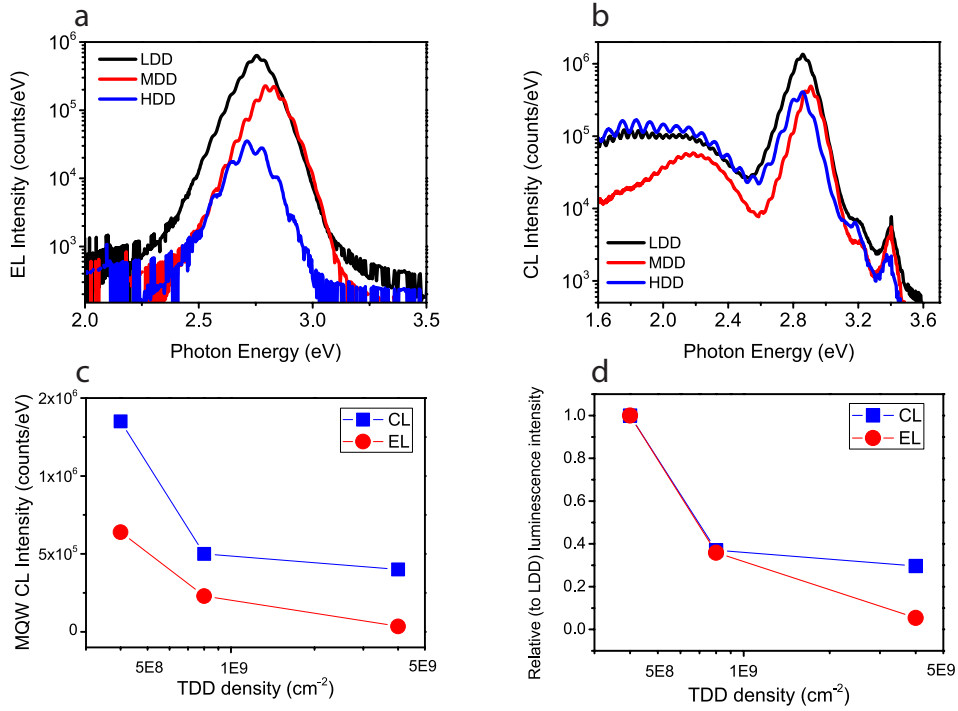 a
EL Intensity (counts/eV)
10⁶
10⁵
10⁴
10³
LDD
MDD
HDD
2.0 2.5 3.0 3.5
Photon Energy (eV)
b
CL Intensity (counts/eV)
10⁶
10⁵
10⁴
10³
LDD
MDD
HDD
1.6 2.0 2.4 2.8 3.2 3.6
Photon Energy (eV)
c
MQW CL Intensity (counts/eV)
2x10⁶
1x10⁶
5x10⁵
0
CL
EL
5E8 1E9 5E9
TDD density (cm⁻²)
d
Relative (to LDD) luminescence intensity
1.0
0.8
0.6
0.4
0.2
0.0
CL
EL
5E8 1E9 5E9
TDD density (cm⁻²)